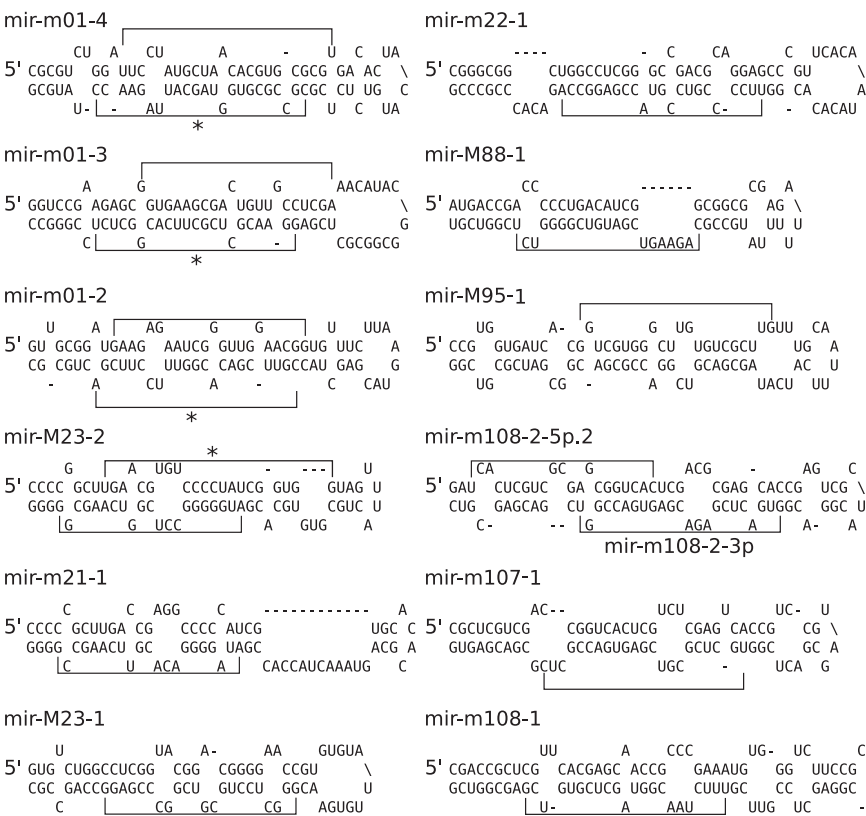 mir-m01-4
CU A CU A - U C UA
5' CGCGU GG UUC AUGCUA CACGUG CGCG GA AC \
GCGUA CC AAG UACGAU GUGCGC GCGC CU UG C
U- - AU G C U C UA
*
mir-m01-3
A G C G AACAUAC
5' GGUCCG AGAGC GUGAAGCGA UGUU CCUCGA \
CCGGGC UCUCG CACUUCGCU GCAA GGAGCU G
C G C - CGCGGCG
*
mir-m01-2
U A AG G G U UUA
5' GU GCGG UGAAG AAUCG GUUG AACGGUG UUC A
CG CGUC GCUUC UUGGC CAGC UUGCCAU GAG G
- A CU A - C CAU
*
mir-M23-2
*
G A UGU - --- U
5' CCCC GCUUGA CG CCCCUAUCG GUG GUAG U
GGGG CGAACU GC GGGGGUAGC CGU CGUC U
G G UCC A GUG A
mir-m21-1
C C AGG C ------------ A
5' CCCC GCUUGA CG CCCC AUCG UGC C
GGGG CGAACU GC GGGG UAGC ACG A
C U ACA A CACCAUCAAAUG C
mir-M23-1
U UA A- AA GUGUA
5' GUG CUGGCCUCGG CGG CGGGG CCGU \
CGC GACCGGAGCC GCU GUCCU GGCA U
C CG GC CG AGUGU
mir-m22-1
---- - C CA C UCACA
5' CGGGCGG CUGGCCUCGG GC GACG GGAGCC GU \
GCCCGCC GACCGGAGCC UG CUGC CCUUGG CA A
CACA A C C- - CACAU
mir-M88-1
CC ------ CG A
5' AUGACCGA CCCUGACAUCG GCGGCG AG \
UGCUGGCU GGGGCUGUAGC CGCCGU UU U
CU UGAAGA AU U
mir-M95-1
UG A- G G UG UGUU CA
5' CCG GUGAUC CG UCGUGG CU UGUCGCU UG A
GGC CGCUAG GC AGCGCC GG GCAGCGA AC U
UG CG - A CU UACU UU
mir-m108-2-5p.2
CA GC G ACG - AG C
5' GAU CUCGUC GA CGGUCACUCG CGAG CACCG UCG \
CUG GAGCAG CU GCCAGUGAGC GCUC GUGGC GGC U
C- -- G AGA A A- A
mir-m108-2-3p
mir-m107-1
AC-- UCU U UC- U
5' CGCUCGUCG CGGUCACUCG CGAG CACCG CG \
GUGAGCAGC GCCAGUGAGC GCUC GUGGC GC A
GCUC UGC - UCA G
mir-m108-1
UU A CCC UG- UC C
5' CGACCGCUCG CACGAGC ACCG GAAAUG GG UUCCG
GCUGGCGAGC GUGCUCG UGGC CUUUGC CC GAGGC
U- A AAU UUG UC -